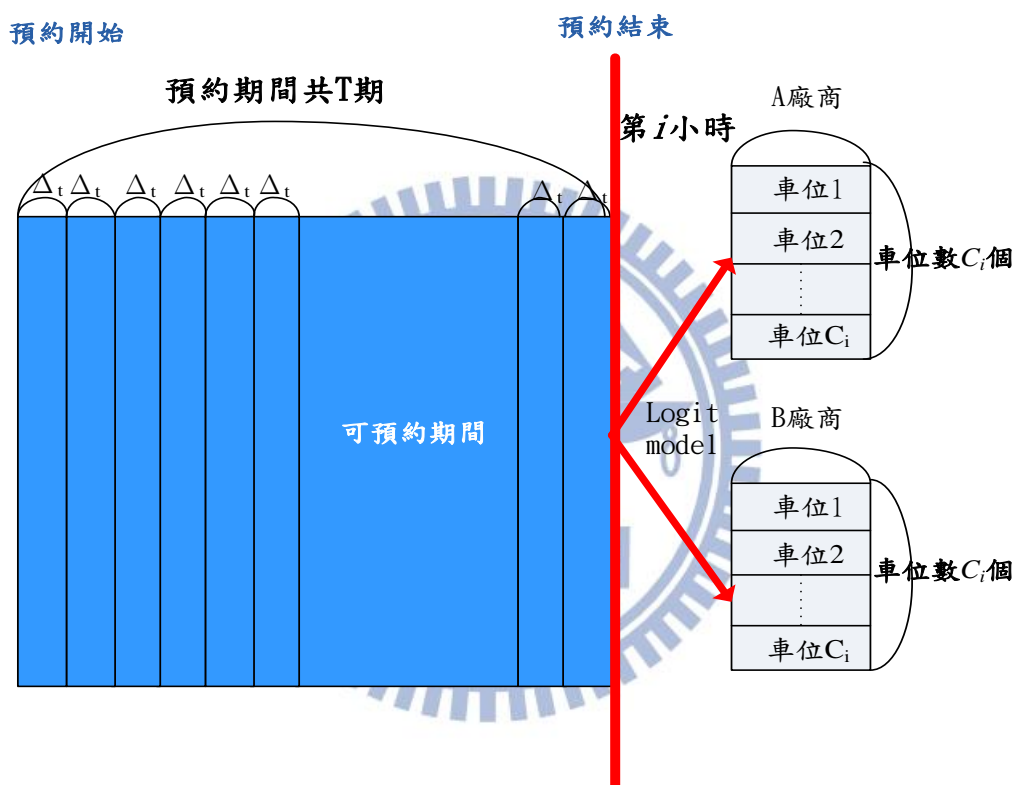 預約開始
預約結束
預約期間共T期
第i小時
Δt Δt Δt Δt Δt Δt Δt Δt
可預約期間
Logit
model
A廠商
車位1
車位2
車位Ci
車位數Ci個
B廠商
車位1
車位2
車位Ci
車位數Ci個